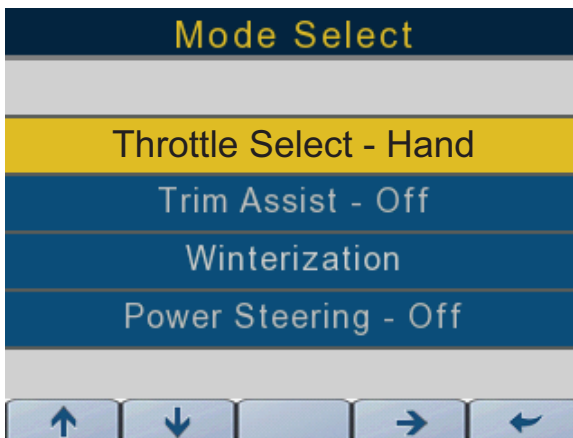 Mode Select
Throttle Select - Hand
Trim Assist - Off
Winterization
Power Steering - Off